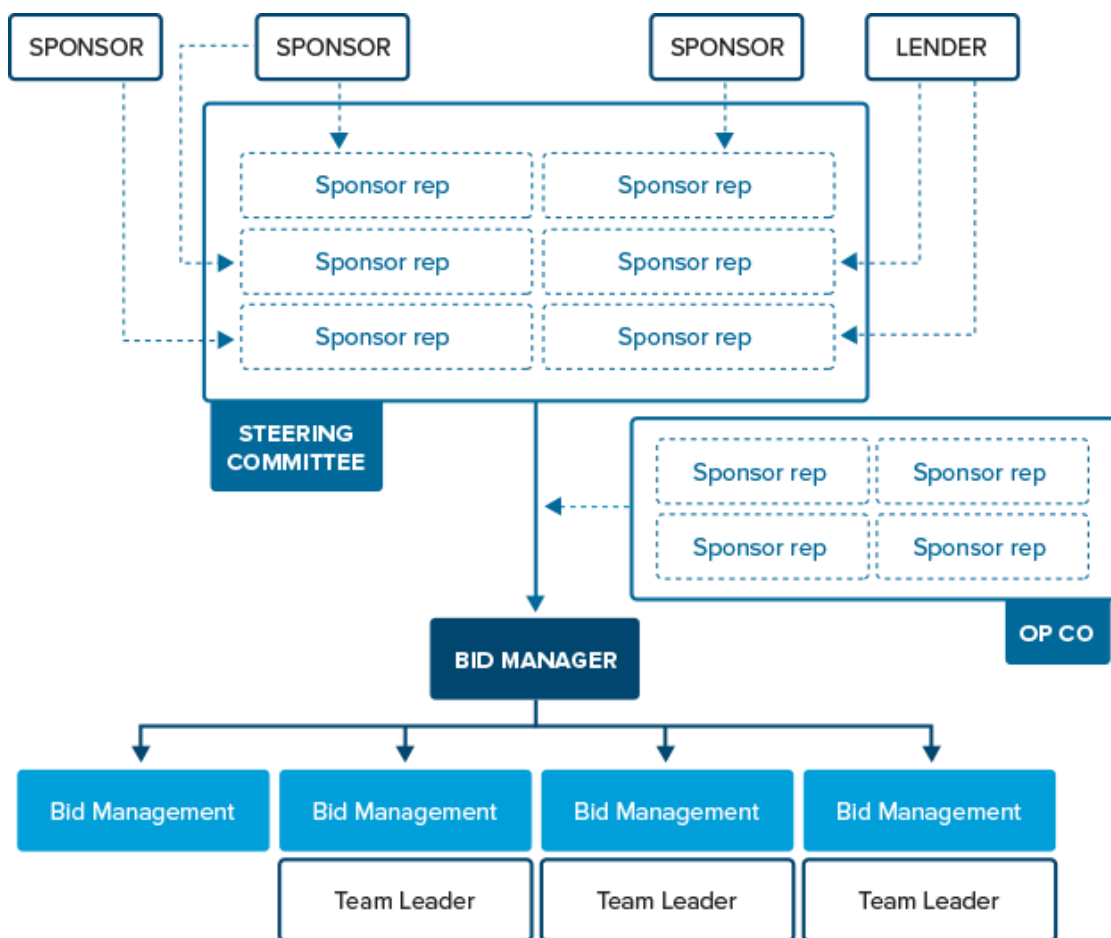 SPONSOR
SPONSOR
SPONSOR
LENDER
Sponsor rep
Sponsor rep
Sponsor rep
Sponsor rep
Sponsor rep
Sponsor rep
STEERING
COMMITTEE
Sponsor rep
Sponsor rep
Sponsor rep
Sponsor rep
OP CO
BID MANAGER
Bid Management
Bid Management
Bid Management
Bid Management
Team Leader
Team Leader
Team Leader